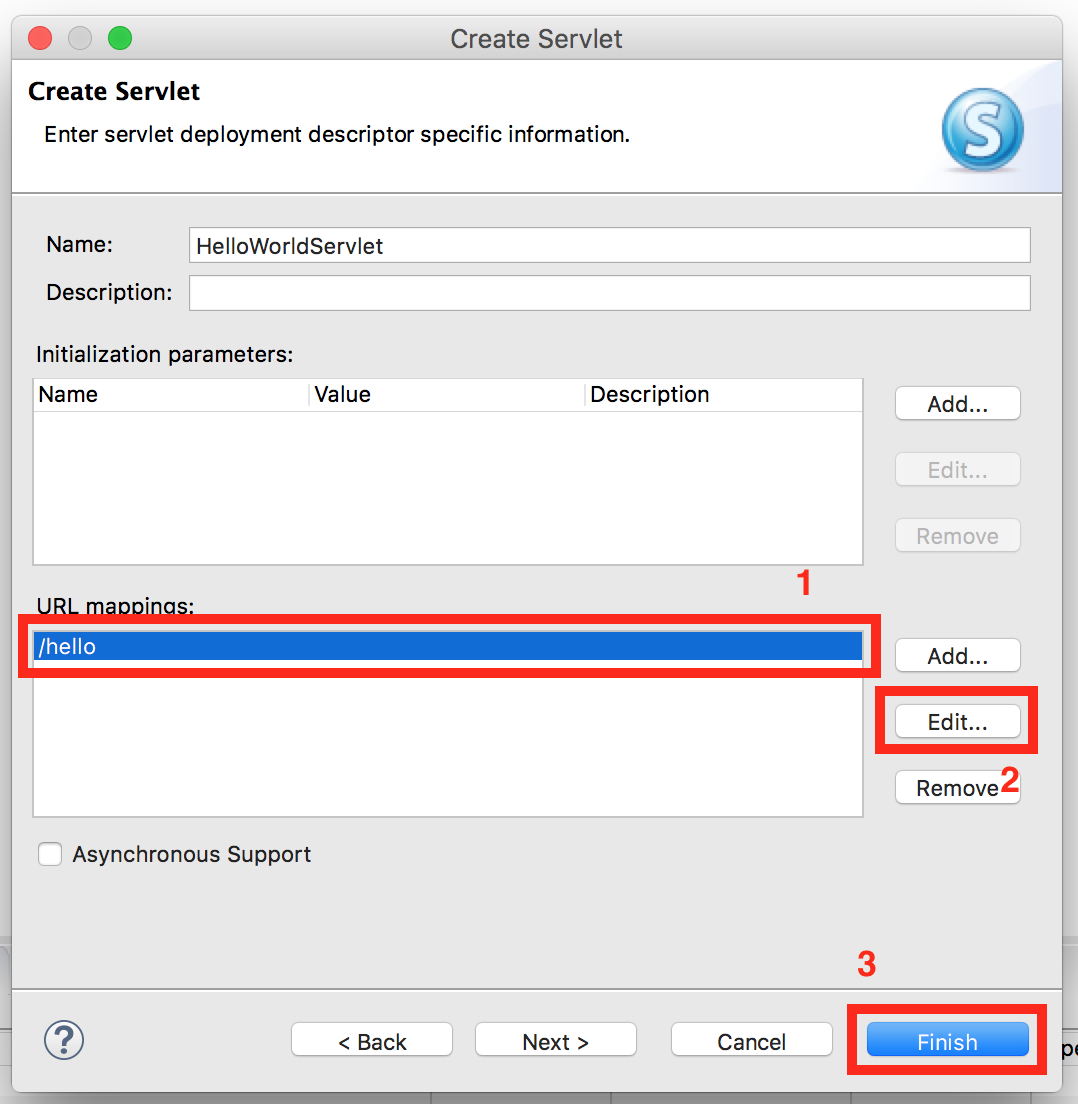 Create Servlet
Create Servlet
Enter servlet deployment descriptor specific information.
S
Name: HelloWorldServlet
Description:
Initialization parameters:
Name Value Description
Add...
Edit...
Remove
1
URL mappings:
/hello
Add...
Edit...
2
Remove
Asynchronous Support
3
? < Back Next > Cancel Finish